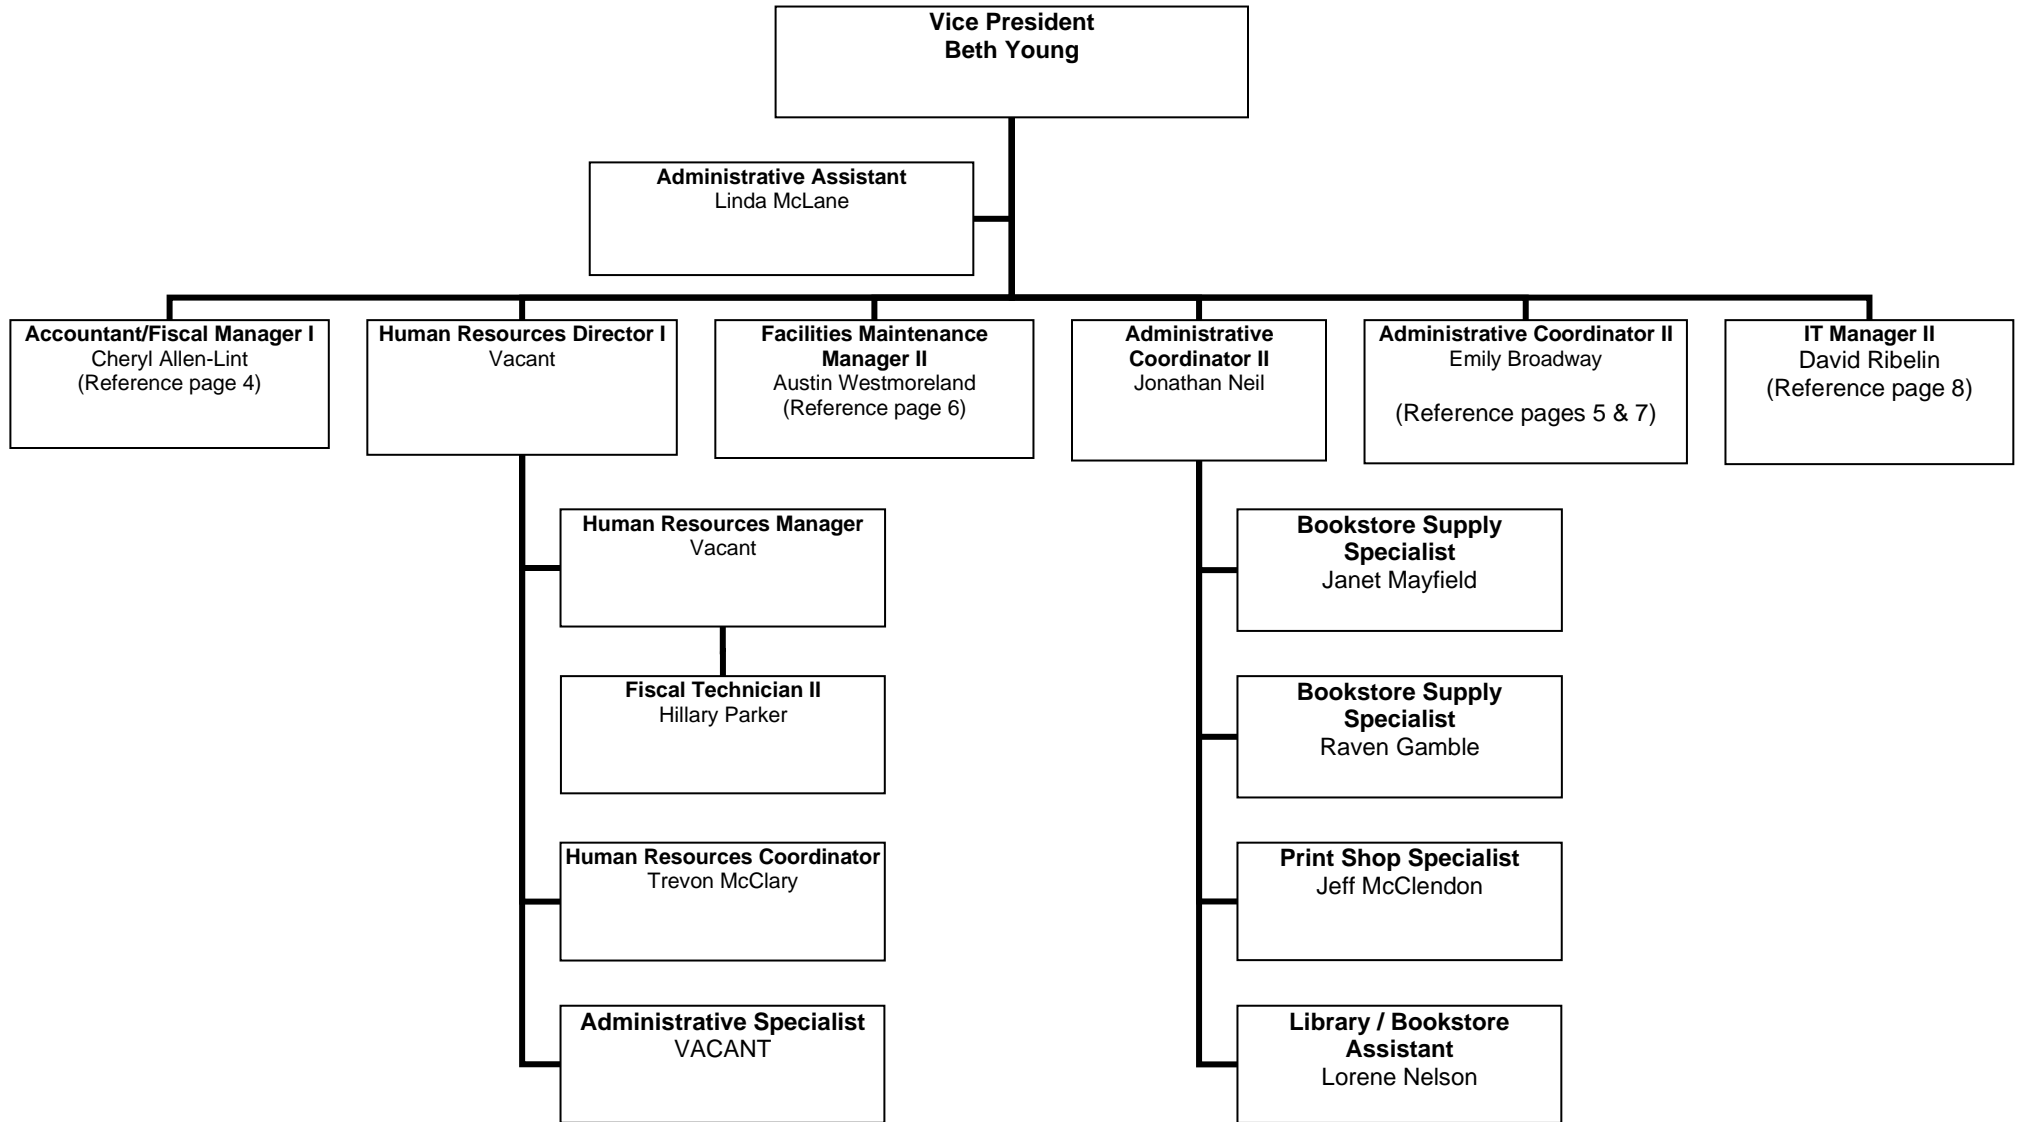 Vice President
Beth Young
Administrative Assistant
Linda McLane
Accountant/Fiscal Manager I
Cheryl Allen-Lint
(Reference page 4)
Human Resources Director I
Vacant
Facilities Maintenance
Manager II
Austin Westmoreland
(Reference page 6)
Administrative
Coordinator II
Jonathan Neil
Administrative Coordinator II
Emily Broadway
(Reference pages 5 & 7)
IT Manager II
David Ribelin
(Reference page 8)
Human Resources Manager
Vacant
Fiscal Technician II
Hillary Parker
Human Resources Coordinator
Trevon McClary
Administrative Specialist
VACANT
Bookstore Supply
Specialist
Janet Mayfield
Bookstore Supply
Specialist
Raven Gamble
Print Shop Specialist
Jeff McClendon
Library / Bookstore
Assistant
Lorene Nelson